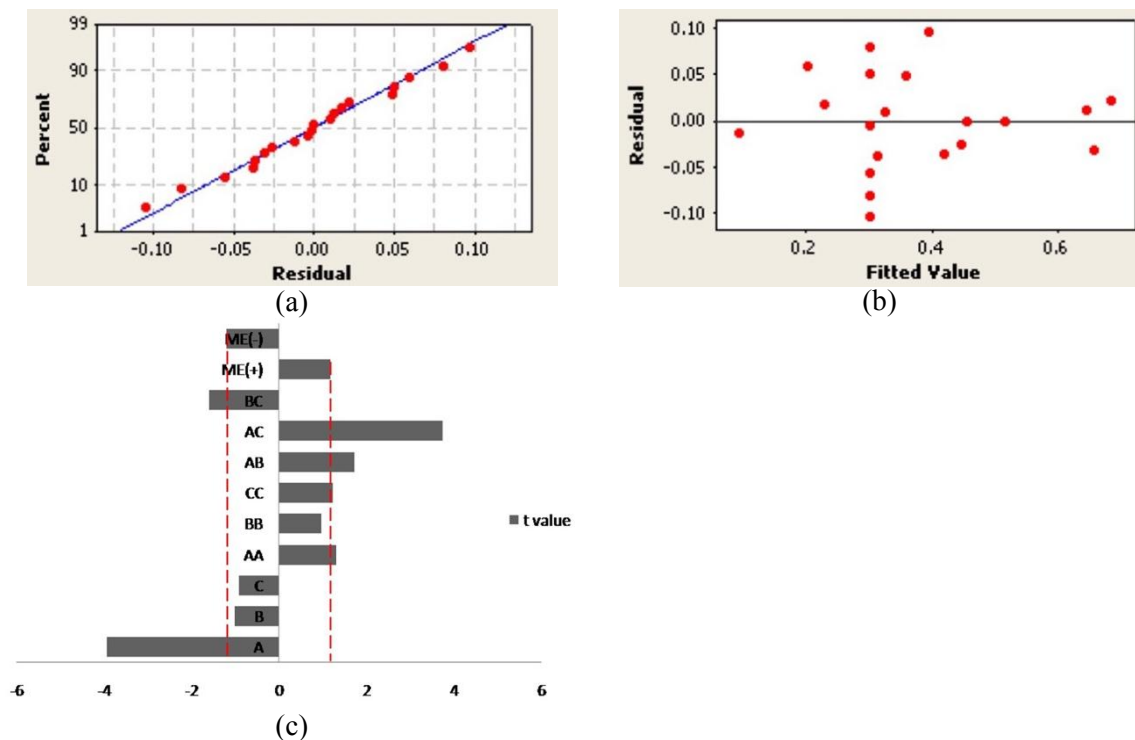 99
90
50
10
1
Percent
-0.10
-0.05
0.00
0.05
0.10
Residual
(a)
0.10
0.05
0.00
-0.05
-0.10
Residual
0.2
0.4
0.6
Fitted Value
(b)
ME(-)
ME(+)
BC
AC
AB
CC
BB
AA
C
B
A
t value
-6
-4
-2
0
2
4
6
(c)